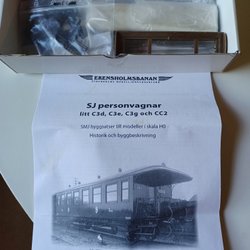 ERENSHOLMSBANAN
SJ personvagnar
litt C3d, C3e, C3g och CC2
SMJ byggsatser till modeller i skala H0
Historik och byggbeskrivning